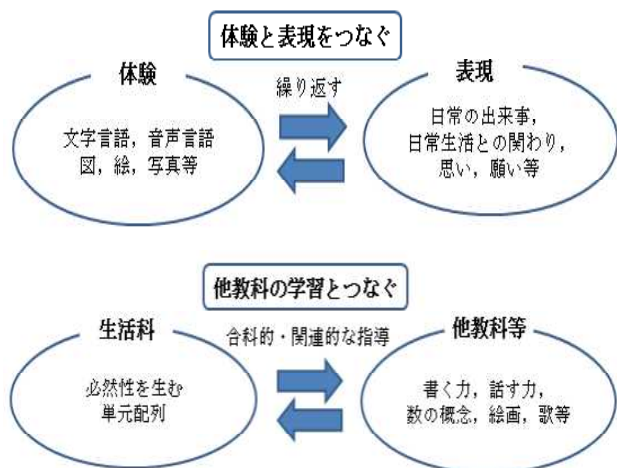 体験と表現をつなぐ
体験
繰り返す
表現
文字言語，音声言語
図，絵，写真等
日常の出来事，
日常生活との関わり，
思い，願い等
他教科の学習とつなぐ
生活科
合科的・関連的な指導
他教科等
必然性を生む
単元配列
書く力，話す力，
数の概念，絵画，歌等